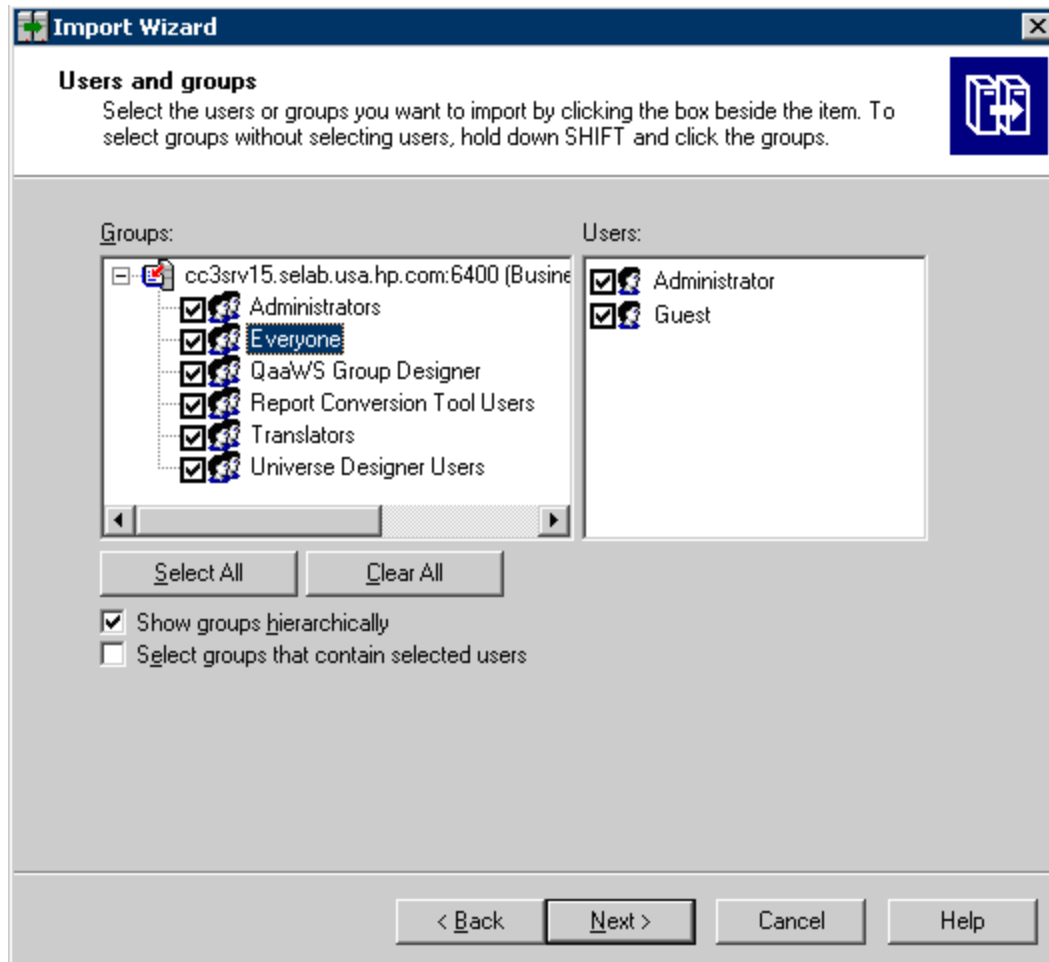 Import Wizard
Users and groups
Select the users or groups you want to import by clicking the box beside the item. To
select groups without selecting users, hold down SHIFT and click the groups.
Groups:
cc3srv15.selab.usa.hp.com:6400 (Busine
Administrators
Everyone
QaaWS Group Designer
Report Conversion Tool Users
Translators
Universe Designer Users
Users:
Administrator
Guest
Select All
Clear All
Show groups hierarchically
Select groups that contain selected users
< Back
Next >
Cancel
Help